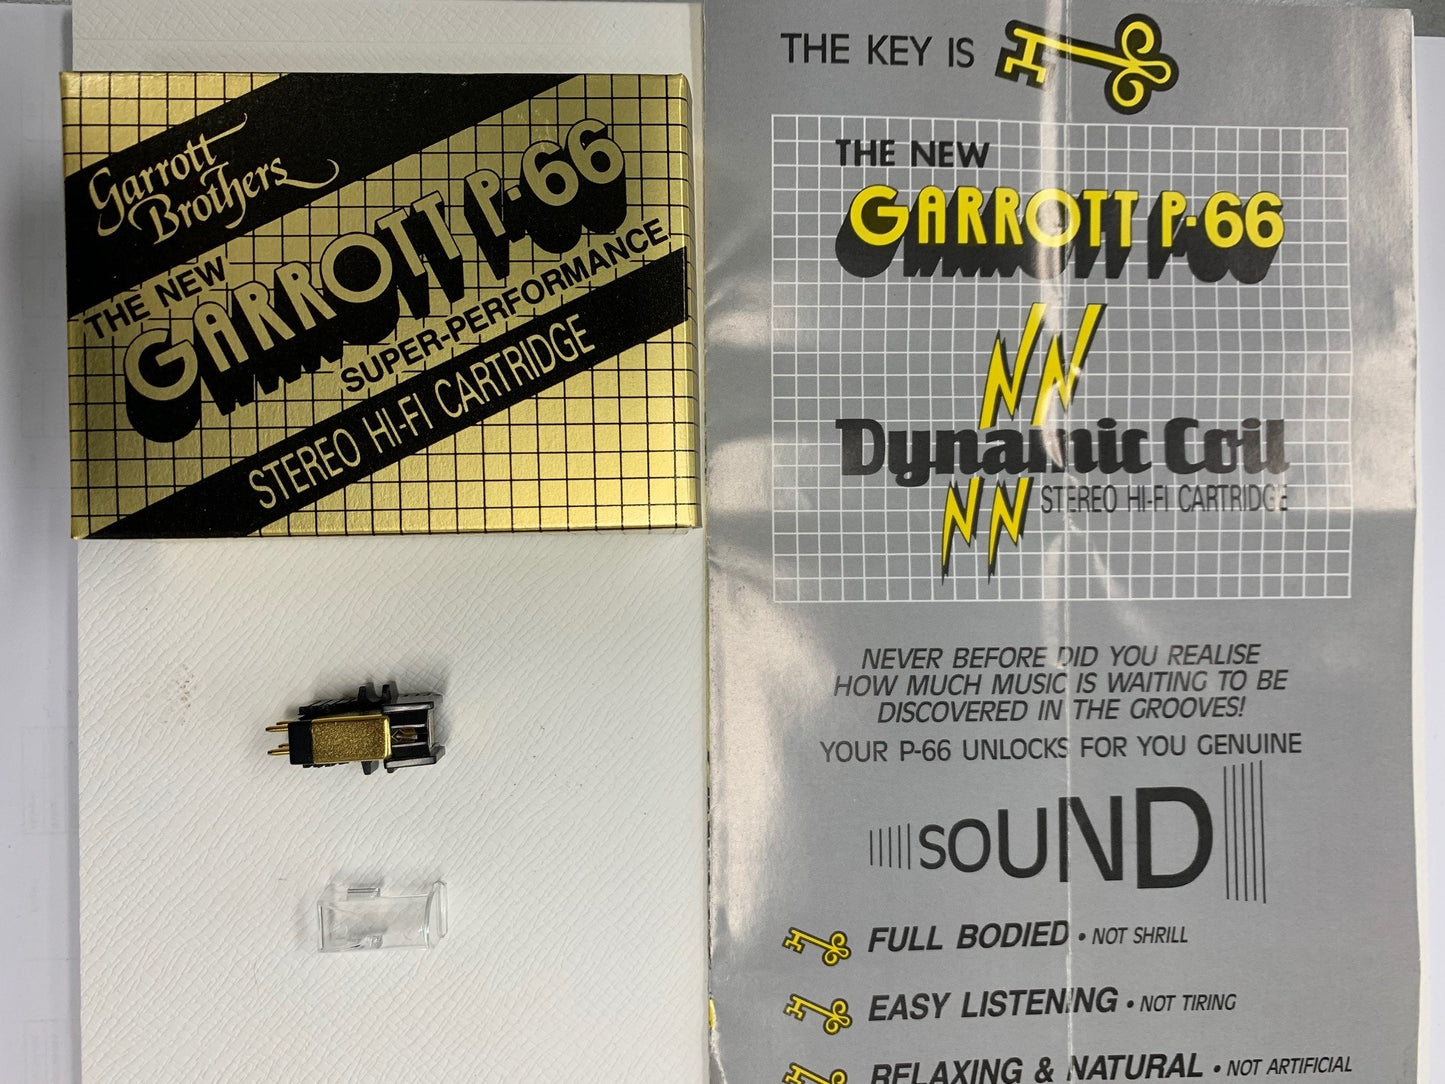 Garrott
Brothers
THE NEW
GARROTT P-66
SUPER-PERFORMANCE
STEREO HI-FI CARTRIDGE
THE KEY IS
THE NEW
GARROTT P-66
Dynamic Coil
STEREO HI-FI CARTRIDGE
NEVER BEFORE DID YOU REALISE
HOW MUCH MUSIC IS WAITING TO BE
DISCOVERED IN THE GROOVES!
YOUR P-66 UNLOCKS FOR YOU GENUINE
SOUND
FULL BODIED • NOT SHRILL
EASY LISTENING • NOT TIRING
RELAXING & NATURAL • NOT ARTIFICIAL